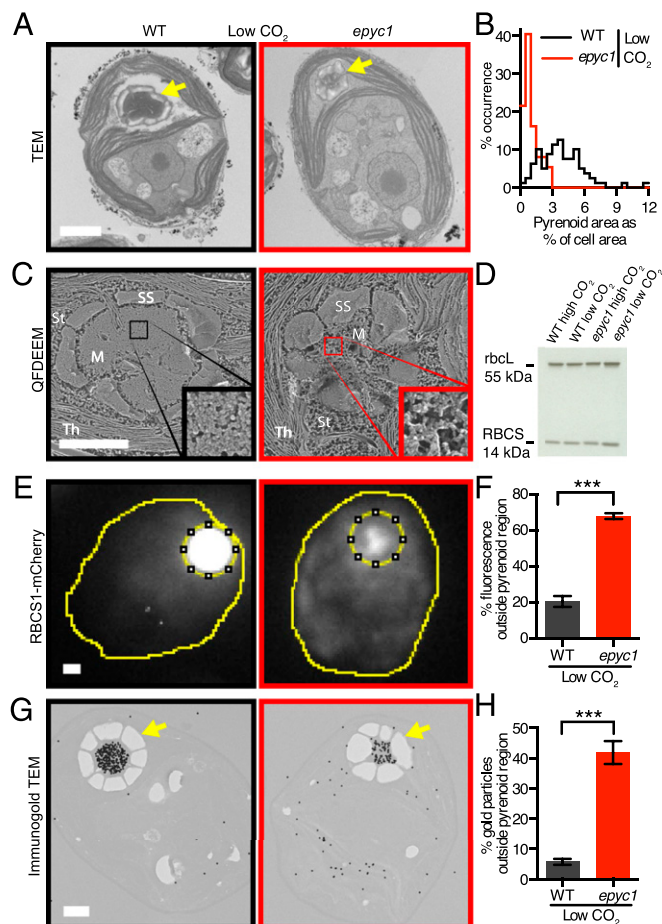 A
WT
Low CO2
epyc1
TEM
B
WT
epyc1
Low
CO2
% occurrence
40
30
20
10
0
0
3
6
9
12
Pyrenoid area as
% of cell area
C
QFDEEM
SS
St
M
Th
SS
M
St
Th
D
WT high CO2
WT low CO2
epyc1 high CO2
epyc1 low CO2
rbcL
55 kDa
RBCS
14 kDa
E
RBCS1-mCherry
F
% fluorescence
outside pyrenoid region
80
60
40
20
0
***
WT
epyc1
Low CO2
G
Immunogold TEM
H
% gold particles
outside pyrenoid region
50
40
30
20
10
0
***
WT
epyc1
Low CO2